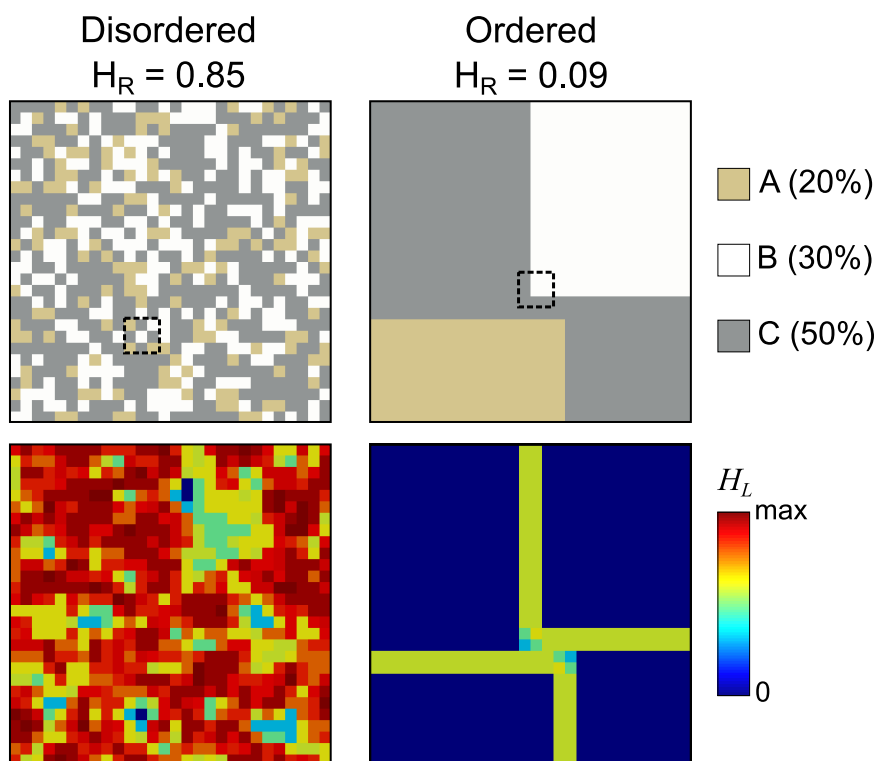 Disordered
H_R = 0.85
Ordered
H_R = 0.09
A (20%)
B (30%)
C (50%)
H_L
max
0